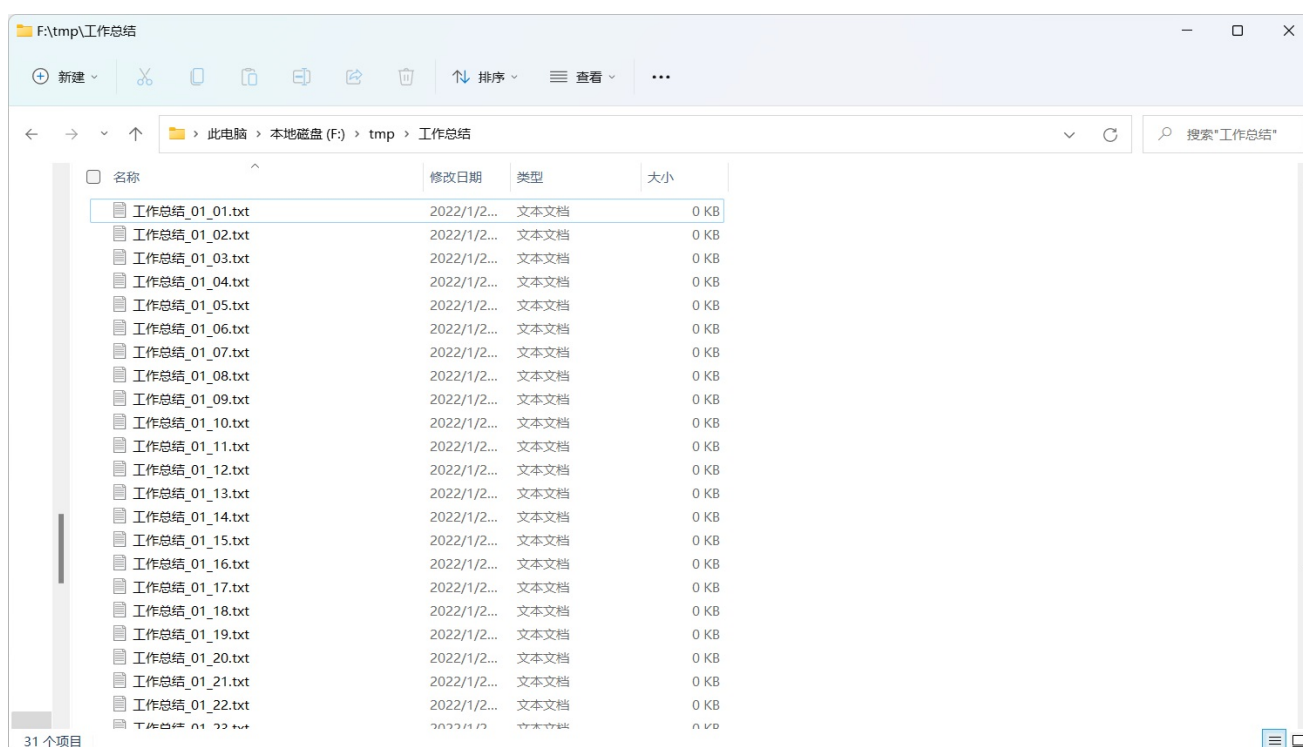 F:\tmp\工作总结
新建 排序 查看 ···
此电脑 > 本地磁盘 (F:) > tmp > 工作总结 搜索"工作总结"
名称 修改日期 类型 大小
工作总结_01_01.txt 2022/1/2... 文本文档 0 KB
工作总结_01_02.txt 2022/1/2... 文本文档 0 KB
工作总结_01_03.txt 2022/1/2... 文本文档 0 KB
工作总结_01_04.txt 2022/1/2... 文本文档 0 KB
工作总结_01_05.txt 2022/1/2... 文本文档 0 KB
工作总结_01_06.txt 2022/1/2... 文本文档 0 KB
工作总结_01_07.txt 2022/1/2... 文本文档 0 KB
工作总结_01_08.txt 2022/1/2... 文本文档 0 KB
工作总结_01_09.txt 2022/1/2... 文本文档 0 KB
工作总结_01_10.txt 2022/1/2... 文本文档 0 KB
工作总结_01_11.txt 2022/1/2... 文本文档 0 KB
工作总结_01_12.txt 2022/1/2... 文本文档 0 KB
工作总结_01_13.txt 2022/1/2... 文本文档 0 KB
工作总结_01_14.txt 2022/1/2... 文本文档 0 KB
工作总结_01_15.txt 2022/1/2... 文本文档 0 KB
工作总结_01_16.txt 2022/1/2... 文本文档 0 KB
工作总结_01_17.txt 2022/1/2... 文本文档 0 KB
工作总结_01_18.txt 2022/1/2... 文本文档 0 KB
工作总结_01_19.txt 2022/1/2... 文本文档 0 KB
工作总结_01_20.txt 2022/1/2... 文本文档 0 KB
工作总结_01_21.txt 2022/1/2... 文本文档 0 KB
工作总结_01_22.txt 2022/1/2... 文本文档 0 KB
工作总结_01_23.txt 2022/1/2... 文本文档 0 KB
31 个项目